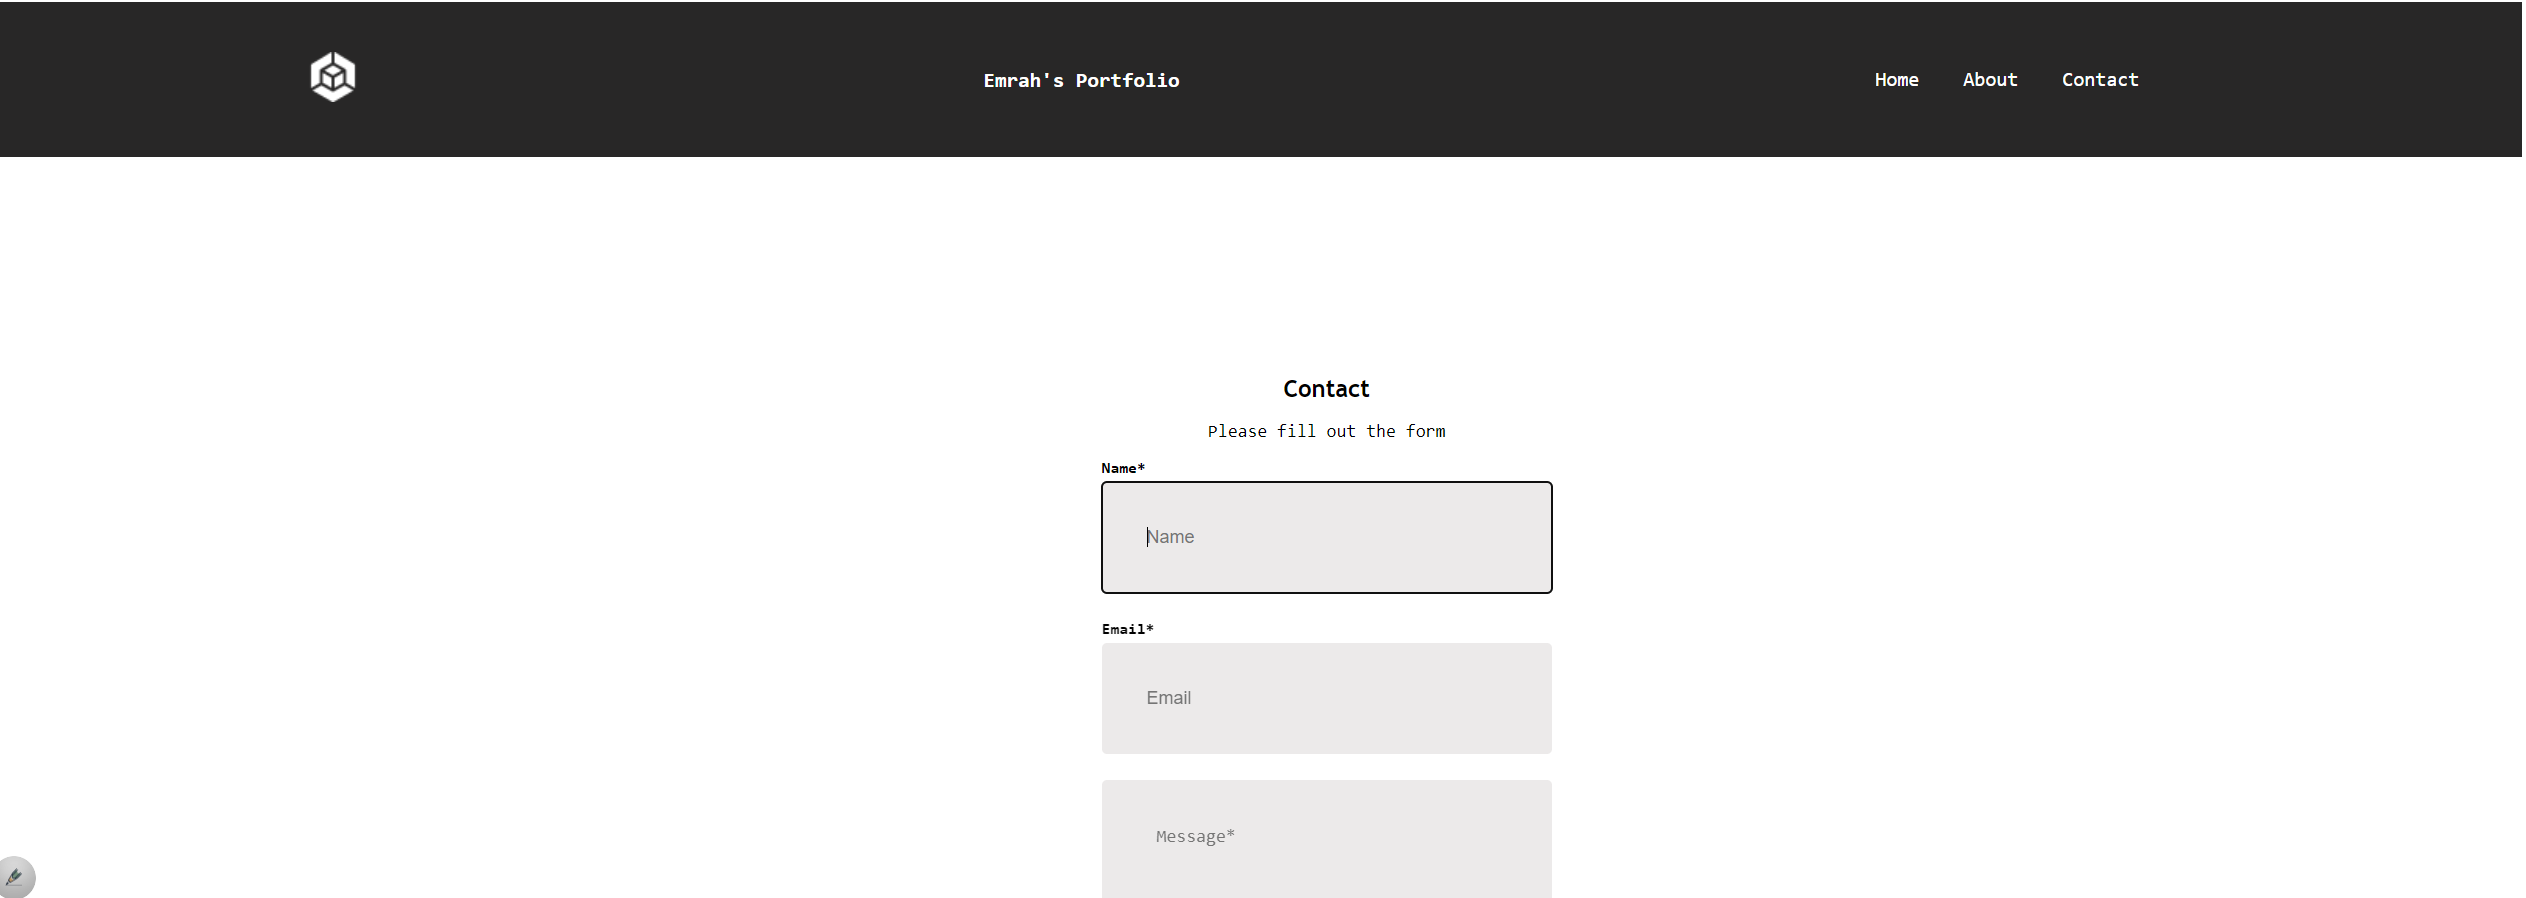 Emrah's Portfolio
Home About Contact
Contact
Please fill out the form
Name*
Name
Email*
Email
Message*